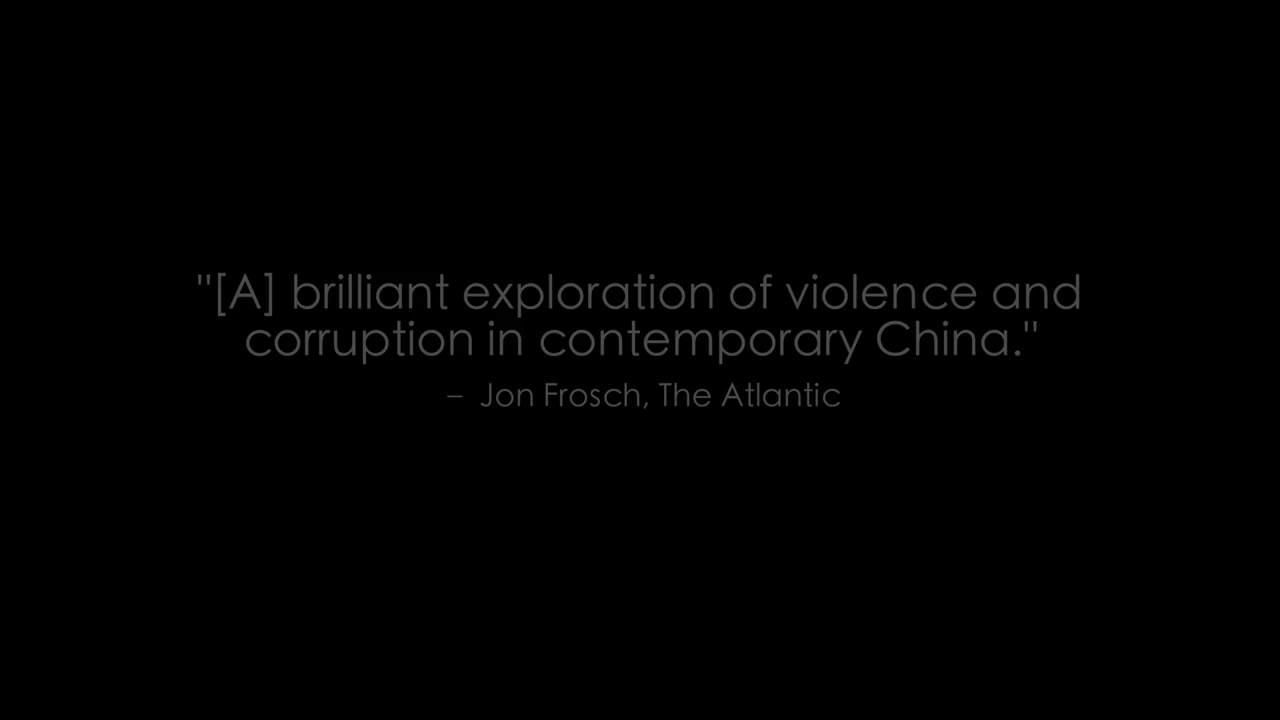 "[A] brilliant exploration of violence and
corruption in contemporary China."
– Jon Frosch, The Atlantic